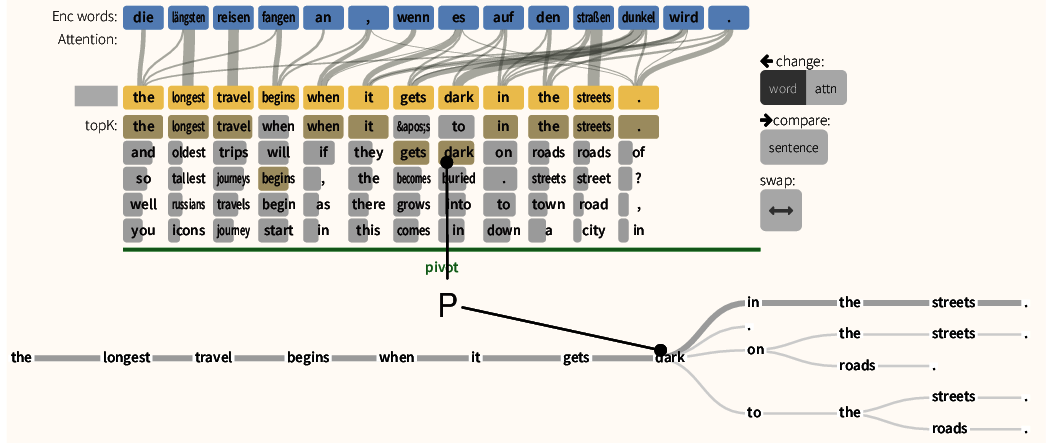 Enc words: die längsten reisen fangen an , wenn es auf den straßen dunkel wird .
Attention:
change:
word attn
the longest travel begins when it gets dark in the streets .
topK: the longest travel when when it &apos;s to in the streets .
compare:
sentence
and oldest trips will if they gets dark on roads roads of
so tallest journeys begins , the becomes buried . streets street ?
swap:
well russians travels begin as there grows into to town road ,
you icons journey start in this comes in down a city in
pivot
P
in the streets .
.
the streets .
on
the longest travel begins when it gets dark
roads .
streets .
to the
roads .